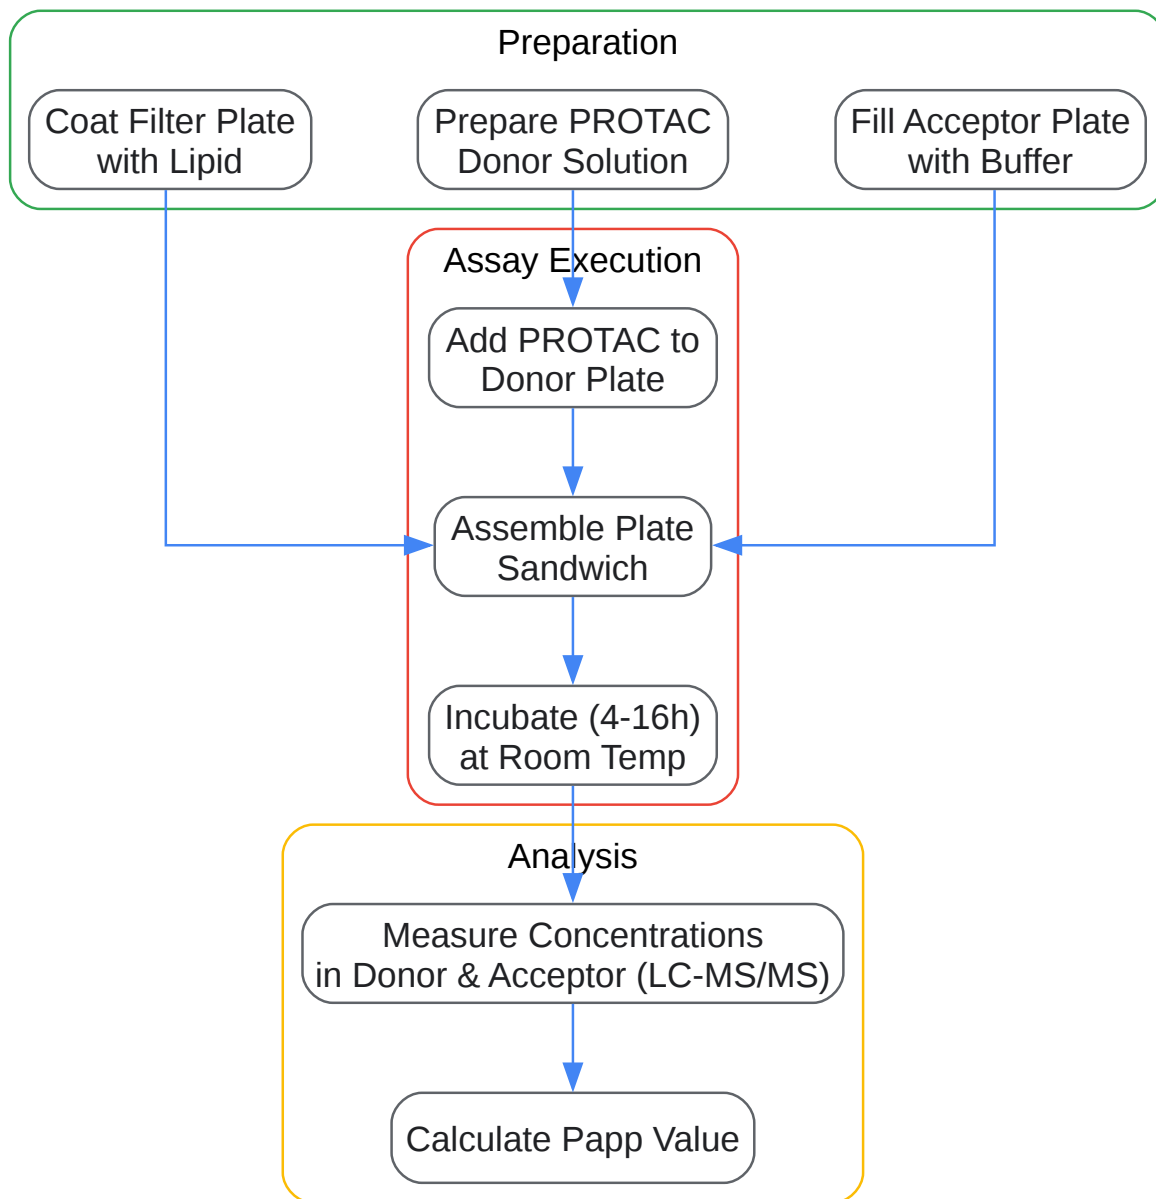 Preparation
Coat Filter Plate
with Lipid
Prepare PROTAC
Donor Solution
Fill Acceptor Plate
with Buffer
Assay Execution
Add PROTAC to
Donor Plate
Assemble Plate
Sandwich
Incubate (4-16h)
at Room Temp
Analysis
Measure Concentrations
in Donor & Acceptor (LC-MS/MS)
Calculate Papp Value